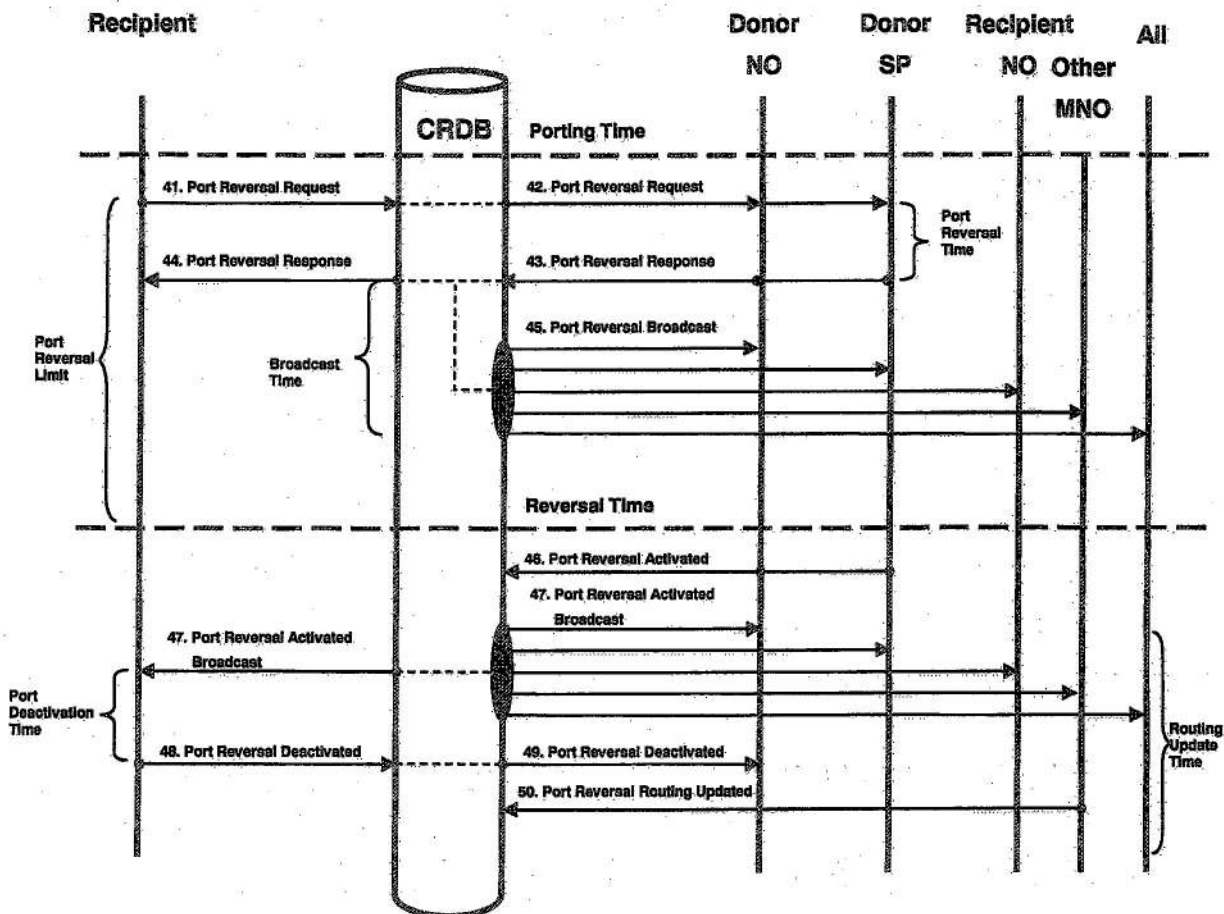 Recipient
Donor
NO
Donor
SP
Recipient
NO
Other
MNO
All
CRDB
Porting Time
41. Port Reversal Request
42. Port Reversal Request
Port
Reversal
Time
44. Port Reversal Response
43. Port Reversal Response
45. Port Reversal Broadcast
Port
Reversal
Limit
Broadcast
Time
Reversal Time
46. Port Reversal Activated
47. Port Reversal Activated
Broadcast
47. Port Reversal Activated
Broadcast
Port
Deactivation
Time
48. Port Reversal Deactivated
49. Port Reversal Deactivated
Routing
Update
Time
50. Port Reversal Routing Updated